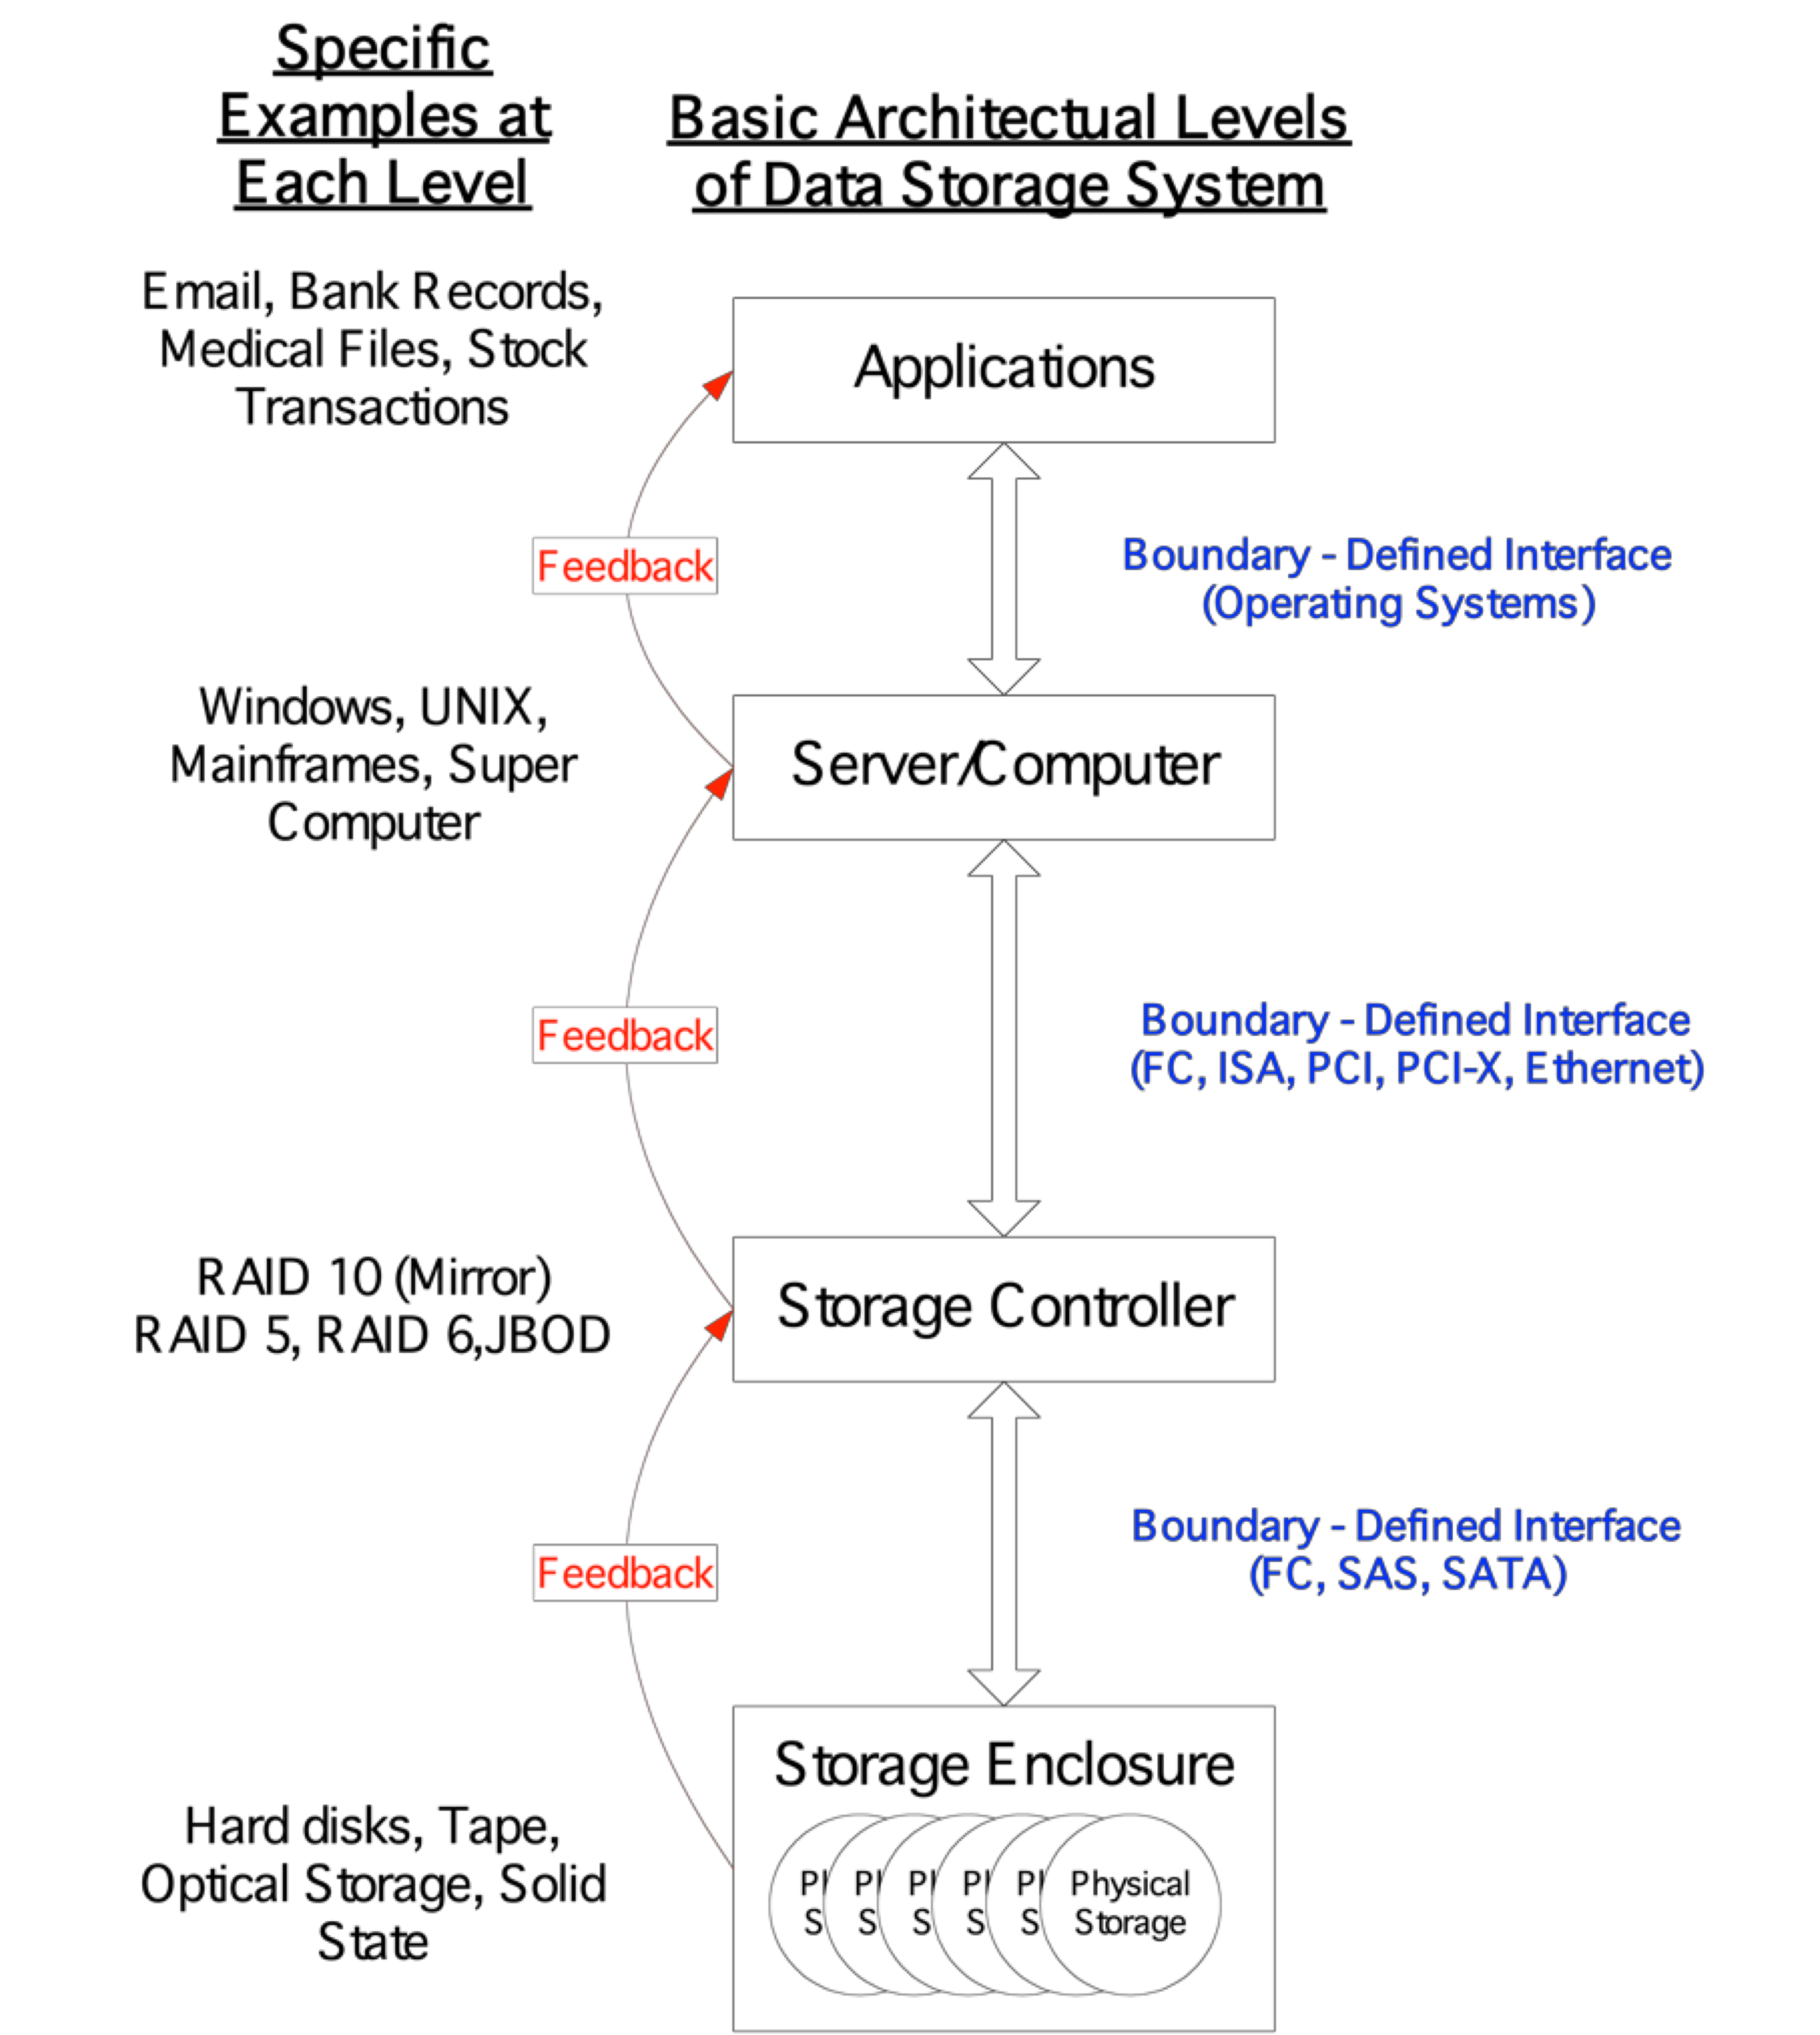 Specific
Examples at
Each Level
Basic Architectual Levels
of Data Storage System
Email, Bank Records,
Medical Files, Stock
Transactions
Applications
Feedback
Boundary - Defined Interface
(Operating Systems)
Windows, UNIX,
Mainframes, Super
Computer
Server/Computer
Feedback
Boundary - Defined Interface
(FC, ISA, PCI, PCI-X, Ethernet)
RAID 10 (Mirror)
RAID 5, RAID 6,JBOD
Storage Controller
Feedback
Boundary - Defined Interface
(FC, SAS, SATA)
Hard disks, Tape,
Optical Storage, Solid
State
Storage Enclosure
Physical
Storage